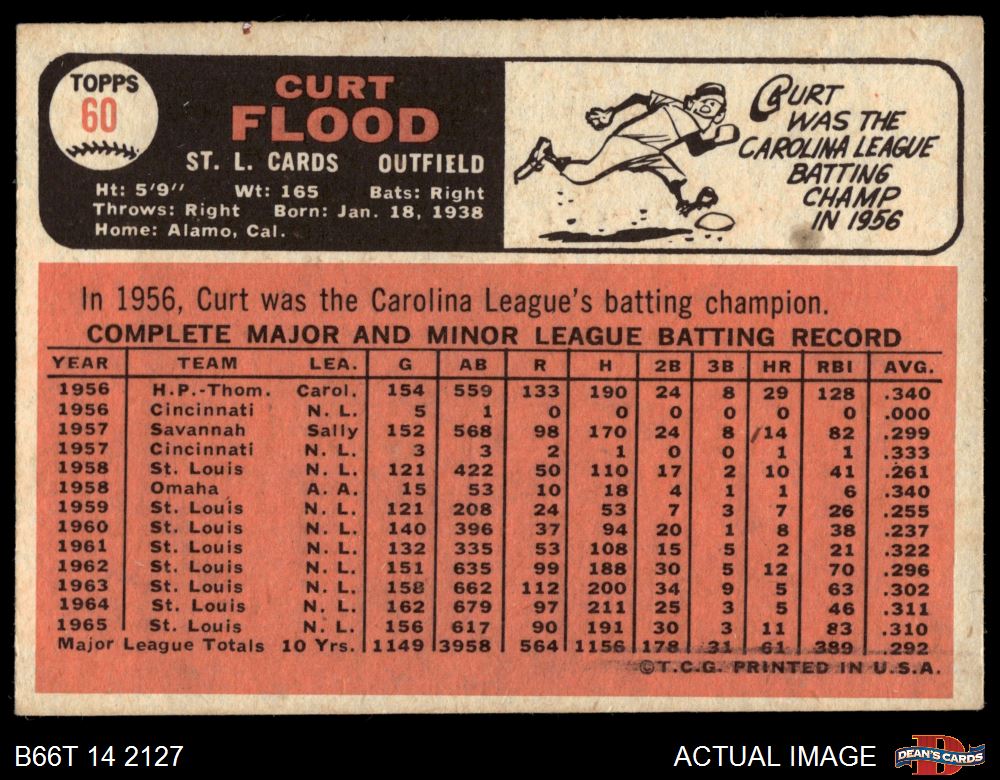 TOPPS
60
CURT
FLOOD
ST. L. CARDS OUTFIELD
Ht: 5'9" Wt: 165 Bats: Right
Throws: Right Born: Jan. 18, 1938
Home: Alamo, Cal.
CURT
WAS THE
CAROLINA LEAGUE
BATTING
CHAMP
IN 1956
In 1956, Curt was the Carolina League's batting champion.
COMPLETE MAJOR AND MINOR LEAGUE BATTING RECORD
YEAR TEAM LEA. G AB R H 2B 3B HR RBI AVG.
1956 H.P.-Thom. Carol. 154 559 133 190 24 8 29 128 .340
1956 Cincinnati N. L. 5 1 0 0 0 0 0 0 .000
1957 Savannah Sally 152 568 98 170 24 8 14 82 .299
1957 Cincinnati N. L. 3 3 2 1 0 0 1 1 .333
1958 St. Louis N. L. 121 422 50 110 17 2 10 41 .261
1958 Omaha A. A. 15 53 10 18 4 1 1 6 .340
1959 St. Louis N. L. 121 208 24 53 7 3 7 26 .255
1960 St. Louis N. L. 140 396 37 94 20 1 8 38 .237
1961 St. Louis N. L. 132 335 53 108 15 5 2 21 .322
1962 St. Louis N. L. 151 635 99 188 30 5 12 70 .296
1963 St. Louis N. L. 158 662 112 200 34 9 5 63 .302
1964 St. Louis N. L. 162 679 97 211 25 3 5 46 .311
1965 St. Louis N. L. 156 617 90 191 30 3 11 83 .310
Major League Totals 10 Yrs. 1149 3958 564 1156 178 31 61 389 .292
©T.C.G. PRINTED IN U.S.A.
B66T 14 2127
ACTUAL IMAGE
DEAN'S CARDS